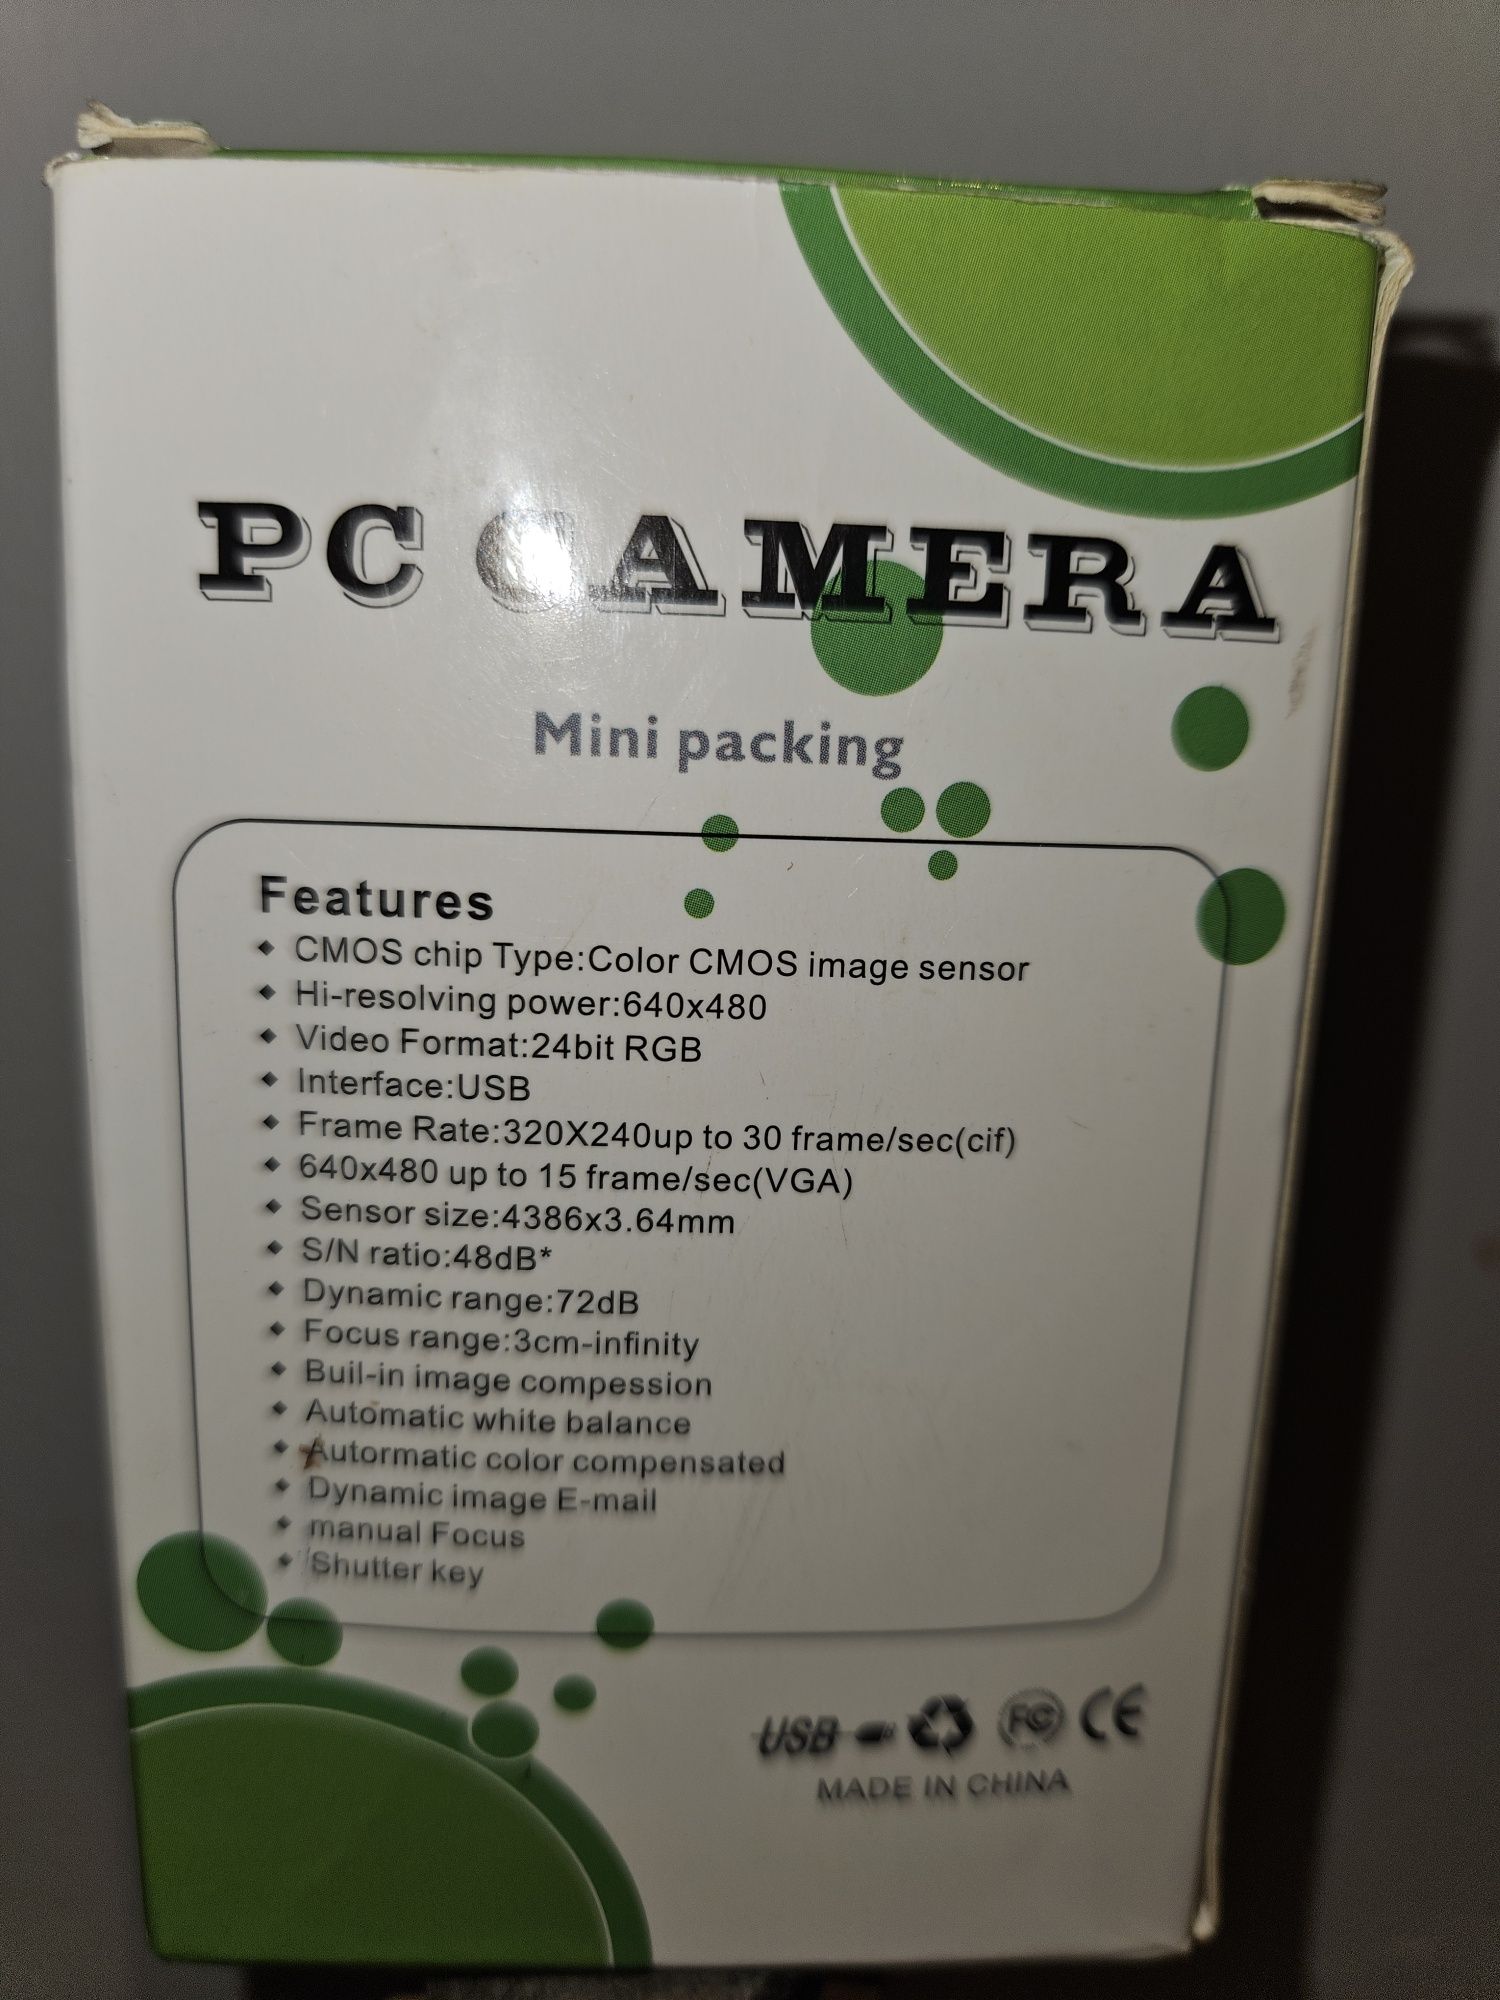 PC CAMERA
Mini packing
Features
CMOS chip Type:Color CMOS image sensor
Hi-resolving power:640x480
Video Format:24bit RGB
Interface:USB
Frame Rate:320X240up to 30 frame/sec(cif)
640x480 up to 15 frame/sec(VGA)
Sensor size:4386x3.64mm
S/N ratio:48dB*
Dynamic range:72dB
Focus range:3cm-infinity
Buil-in image compession
Automatic white balance
Autormatic color compensated
Dynamic image E-mail
manual Focus
Shutter key
USB FC CE
MADE IN CHINA